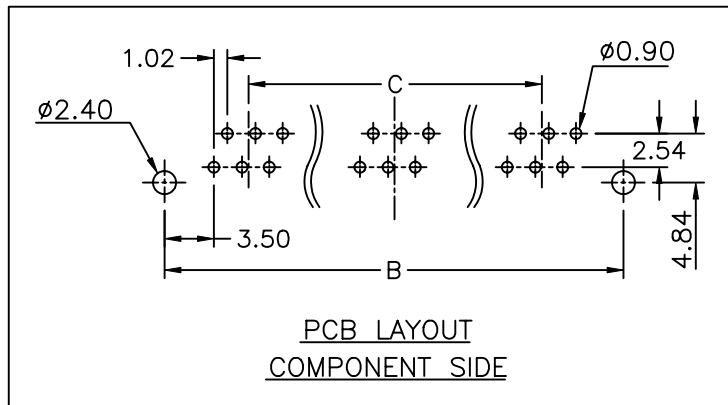 1.02
C
ø0.90
ø2.40
2.54
4.84
3.50
B
PCB LAYOUT
COMPONENT SIDE